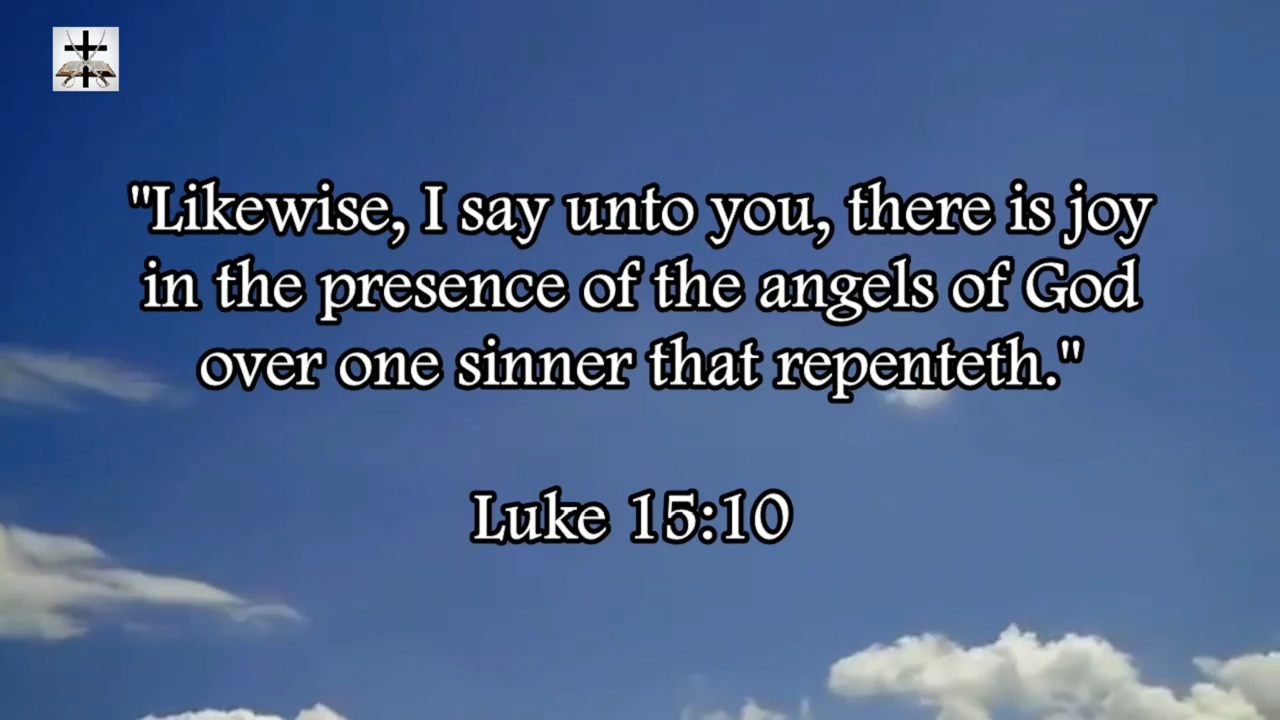 "Likewise, I say unto you, there is joy
in the presence of the angels of God
over one sinner that repenteth."
Luke 15:10